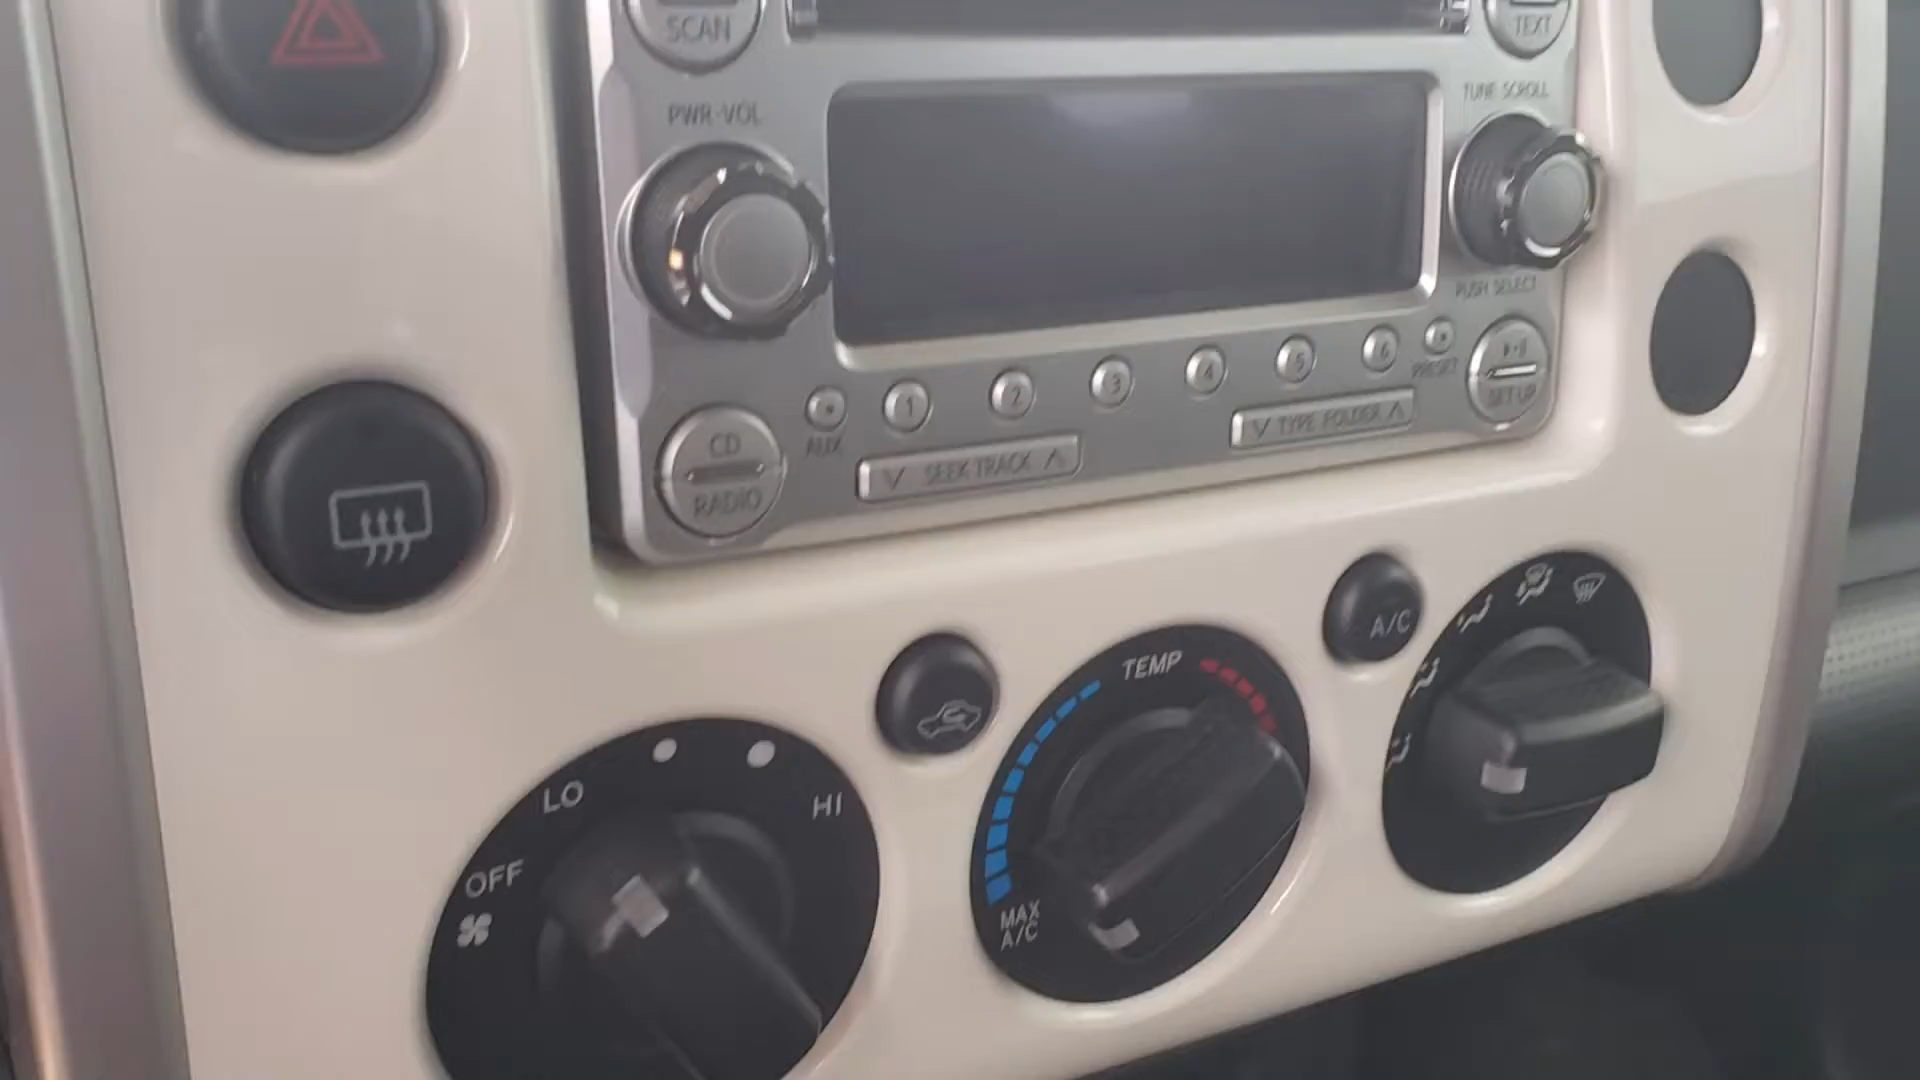 SCAN
TEXT
PWR·VOL
TUNE·SCROLL
PUSH SELECT
1 2 3 4 5 6
AUX
PRESET
CD
RADIO
∨ SEEK TRACK ∧
∨ TYPE FOLDER ∧
SET UP
A/C
TEMP
MAX
A/C
LO
HI
OFF